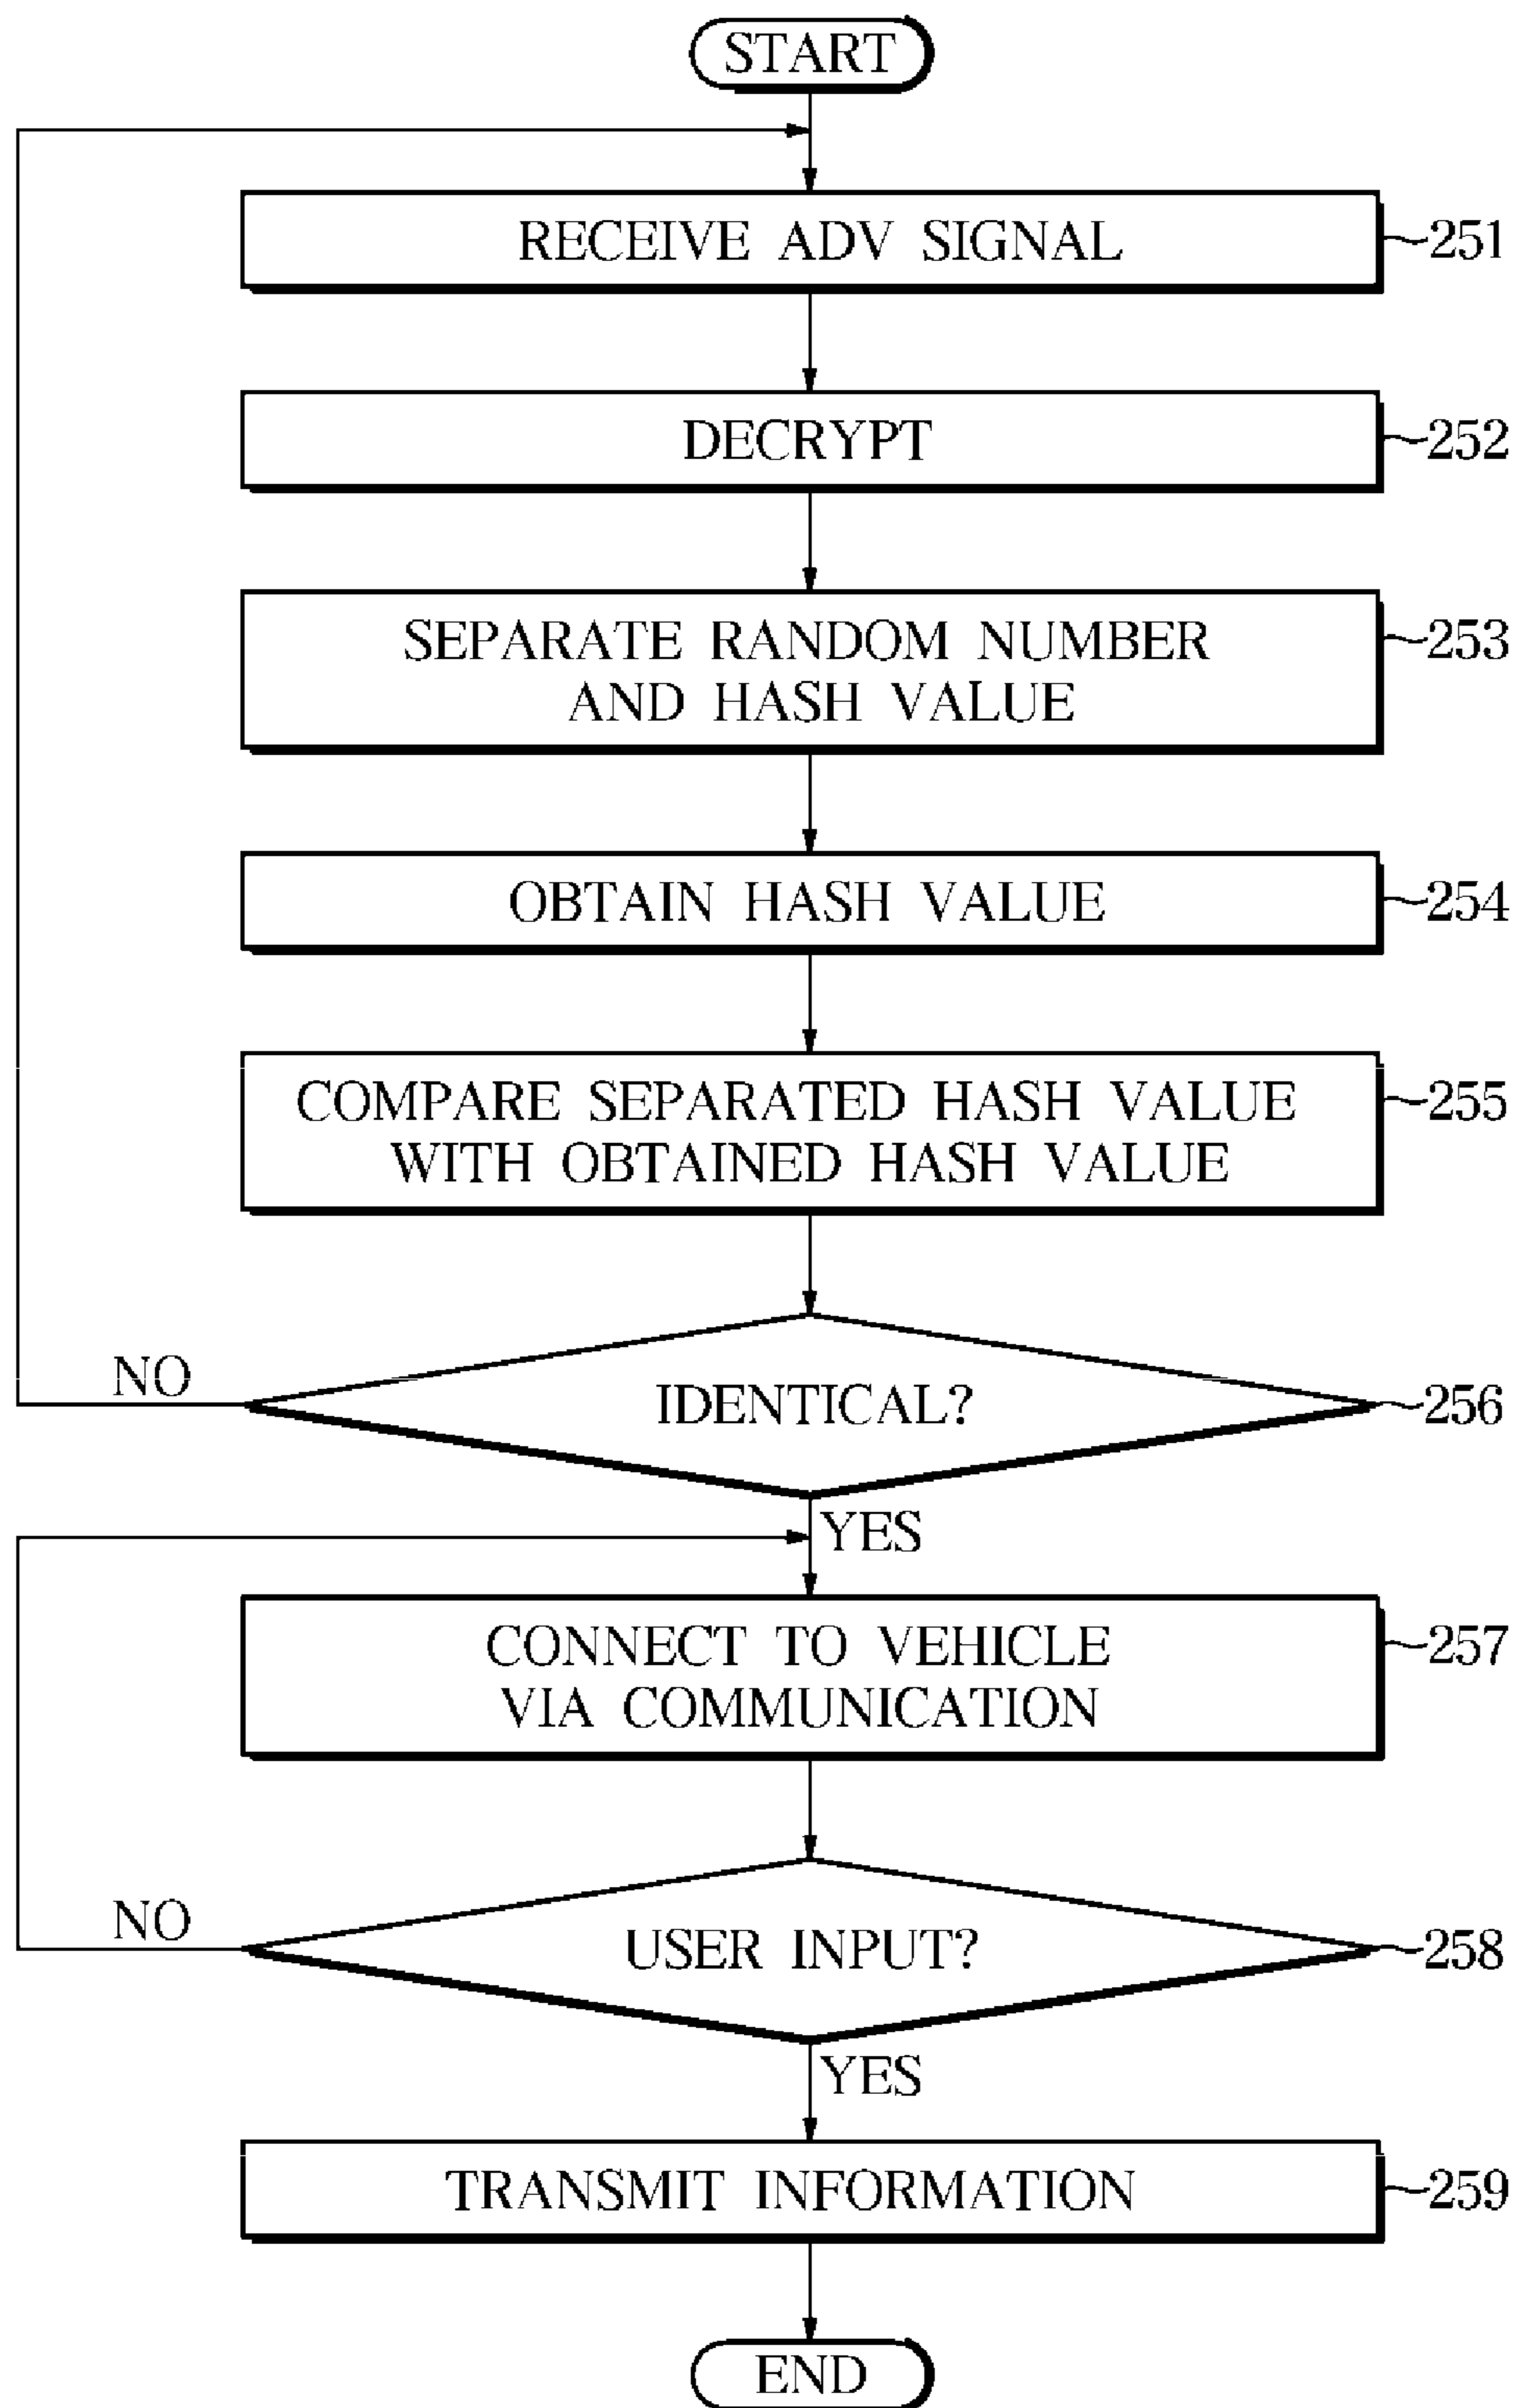 START
RECEIVE ADV SIGNAL
251
DECRYPT
252
SEPARATE RANDOM NUMBER
AND HASH VALUE
253
OBTAIN HASH VALUE
254
COMPARE SEPARATED HASH VALUE
WITH OBTAINED HASH VALUE
255
NO
IDENTICAL?
256
YES
CONNECT TO VEHICLE
VIA COMMUNICATION
257
NO
USER INPUT?
258
YES
TRANSMIT INFORMATION
259
END